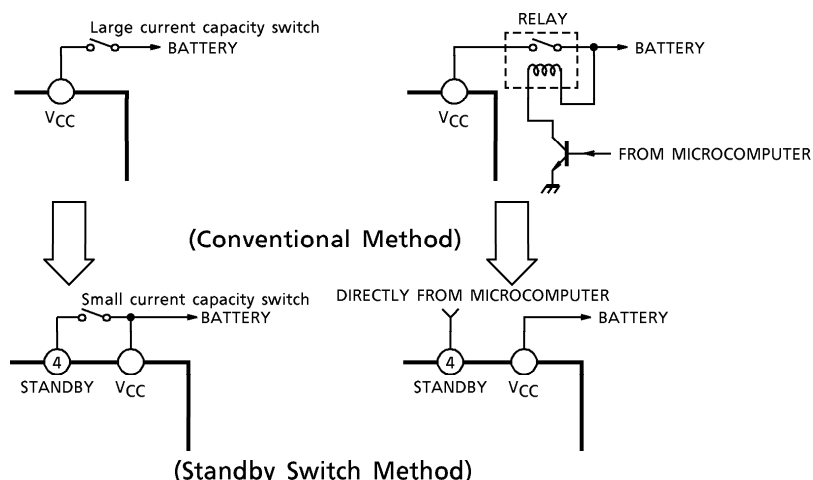 Large current capacity switch
BATTERY
VCC
RELAY
BATTERY
VCC
FROM MICROCOMPUTER
(Conventional Method)
Small current capacity switch
BATTERY
4
STANDBY
VCC
DIRECTLY FROM MICROCOMPUTER
BATTERY
4
STANDBY
VCC
(Standby Switch Method)